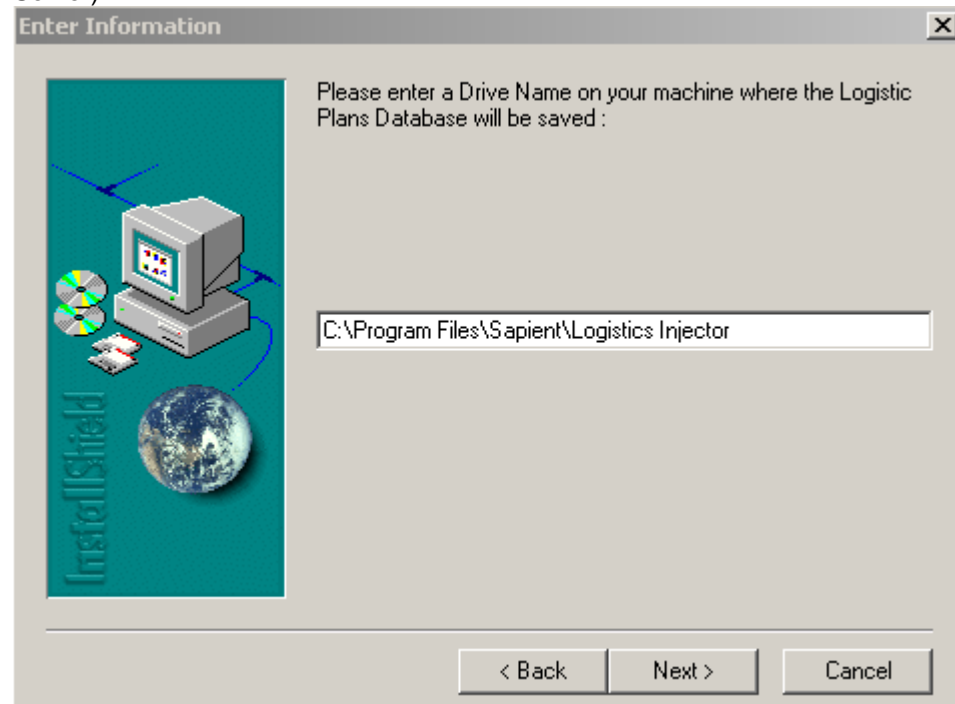 Enter Information
Please enter a Drive Name on your machine where the Logistic
Plans Database will be saved :
C:\Program Files\Sapient\Logistics Injector
InstallShield
< Back
Next >
Cancel